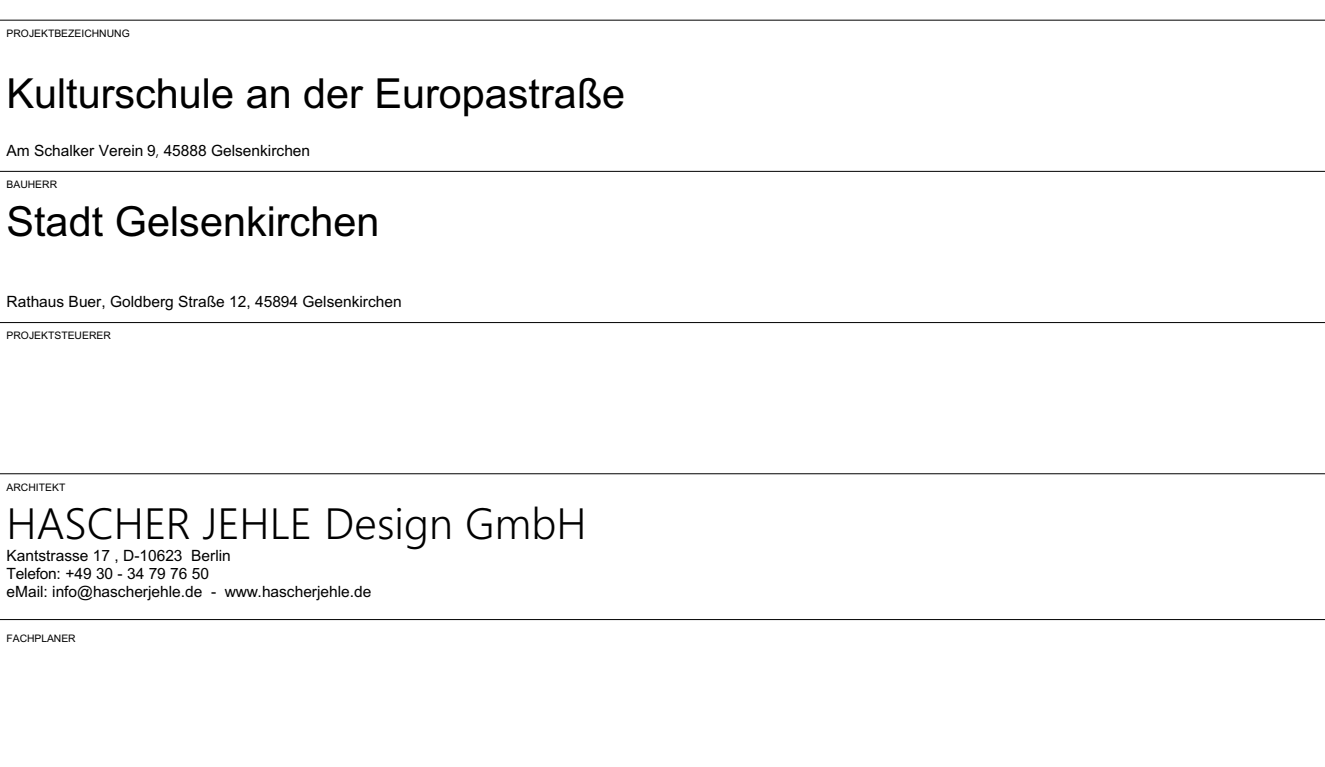 PROJEKTBEZEICHNUNG
Kulturschule an der Europastraße
Am Schalker Verein 9, 45888 Gelsenkirchen
BAUHERR
Stadt Gelsenkirchen
Rathaus Buer, Goldberg Straße 12, 45894 Gelsenkirchen
PROJEKTSTEUERER
ARCHITEKT
HASCHER JEHLE Design GmbH
Kantstrasse 17 , D-10623 Berlin
Telefon: +49 30 - 34 79 76 50
eMail: info@hascherjehle.de - www.hascherjehle.de
FACHPLANER